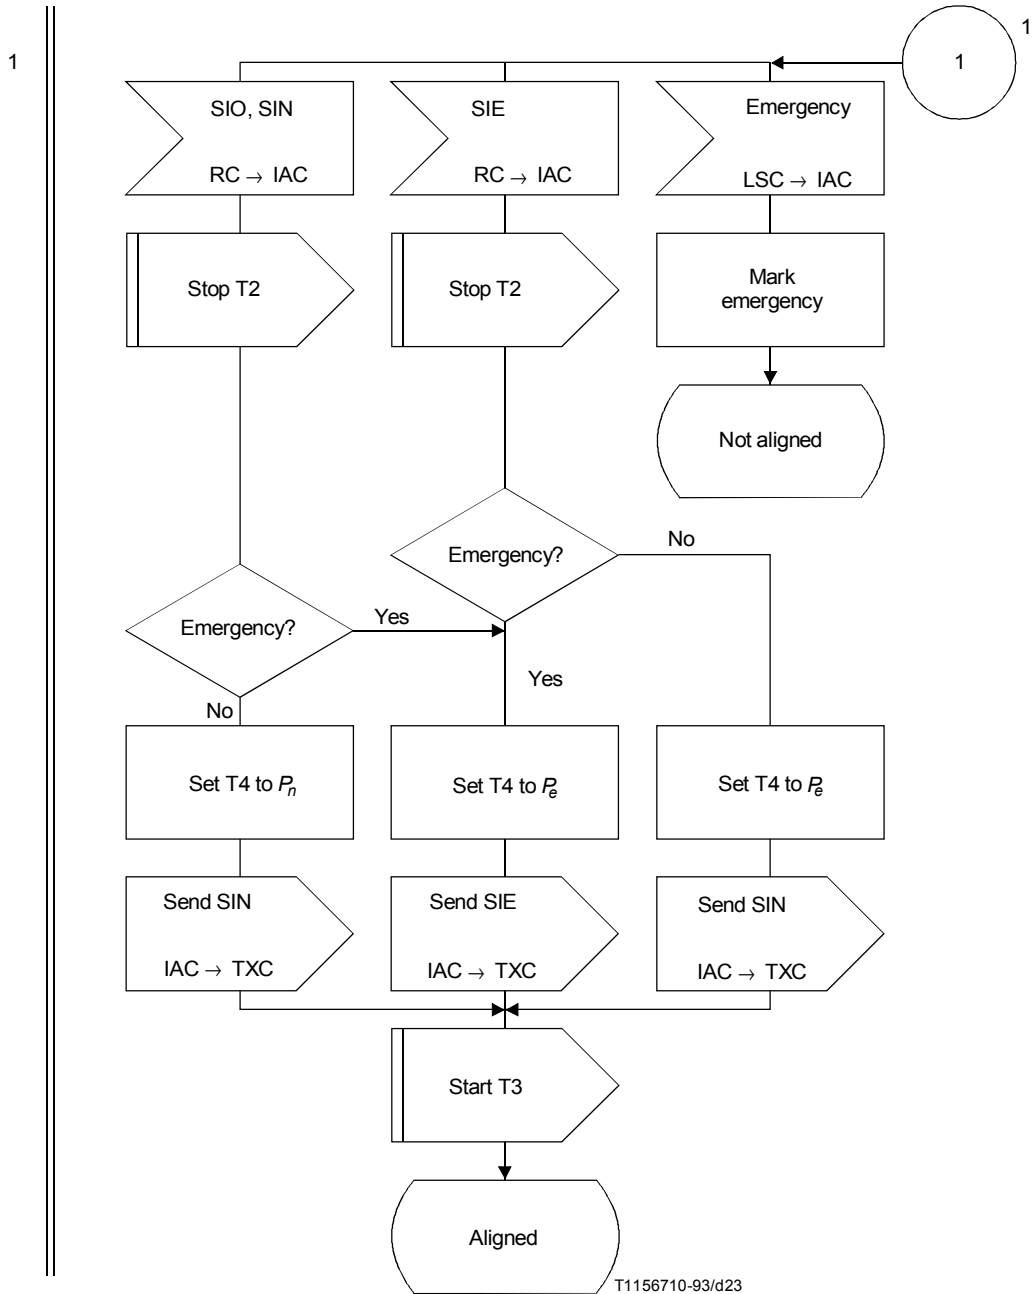 1
1
1
SIO, SIN
RC → IAC
SIE
RC → IAC
Emergency
LSC → IAC
Stop T2
Stop T2
Mark
emergency
Not aligned
Emergency?
No
Emergency?
Yes
Yes
No
Set T4 to Pn
Set T4 to Pe
Set T4 to Pe
Send SIN
IAC → TXC
Send SIE
IAC → TXC
Send SIN
IAC → TXC
Start T3
Aligned
T1156710-93/d23